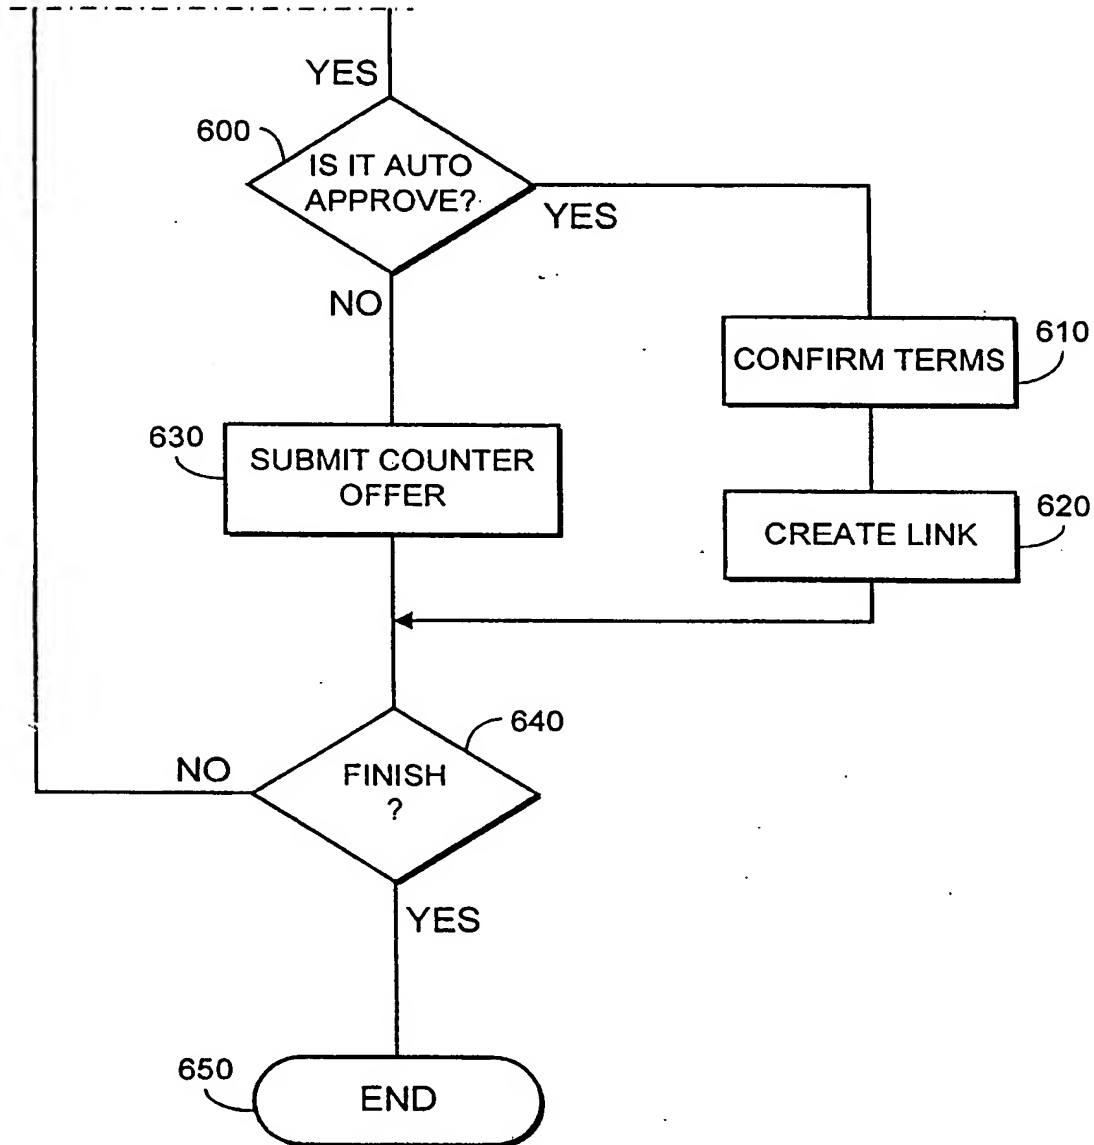 YES
600
IS IT AUTO
APPROVE?
YES
NO
CONFIRM TERMS
610
630
SUBMIT COUNTER
OFFER
CREATE LINK
620
640
NO
FINISH
?
YES
650
END